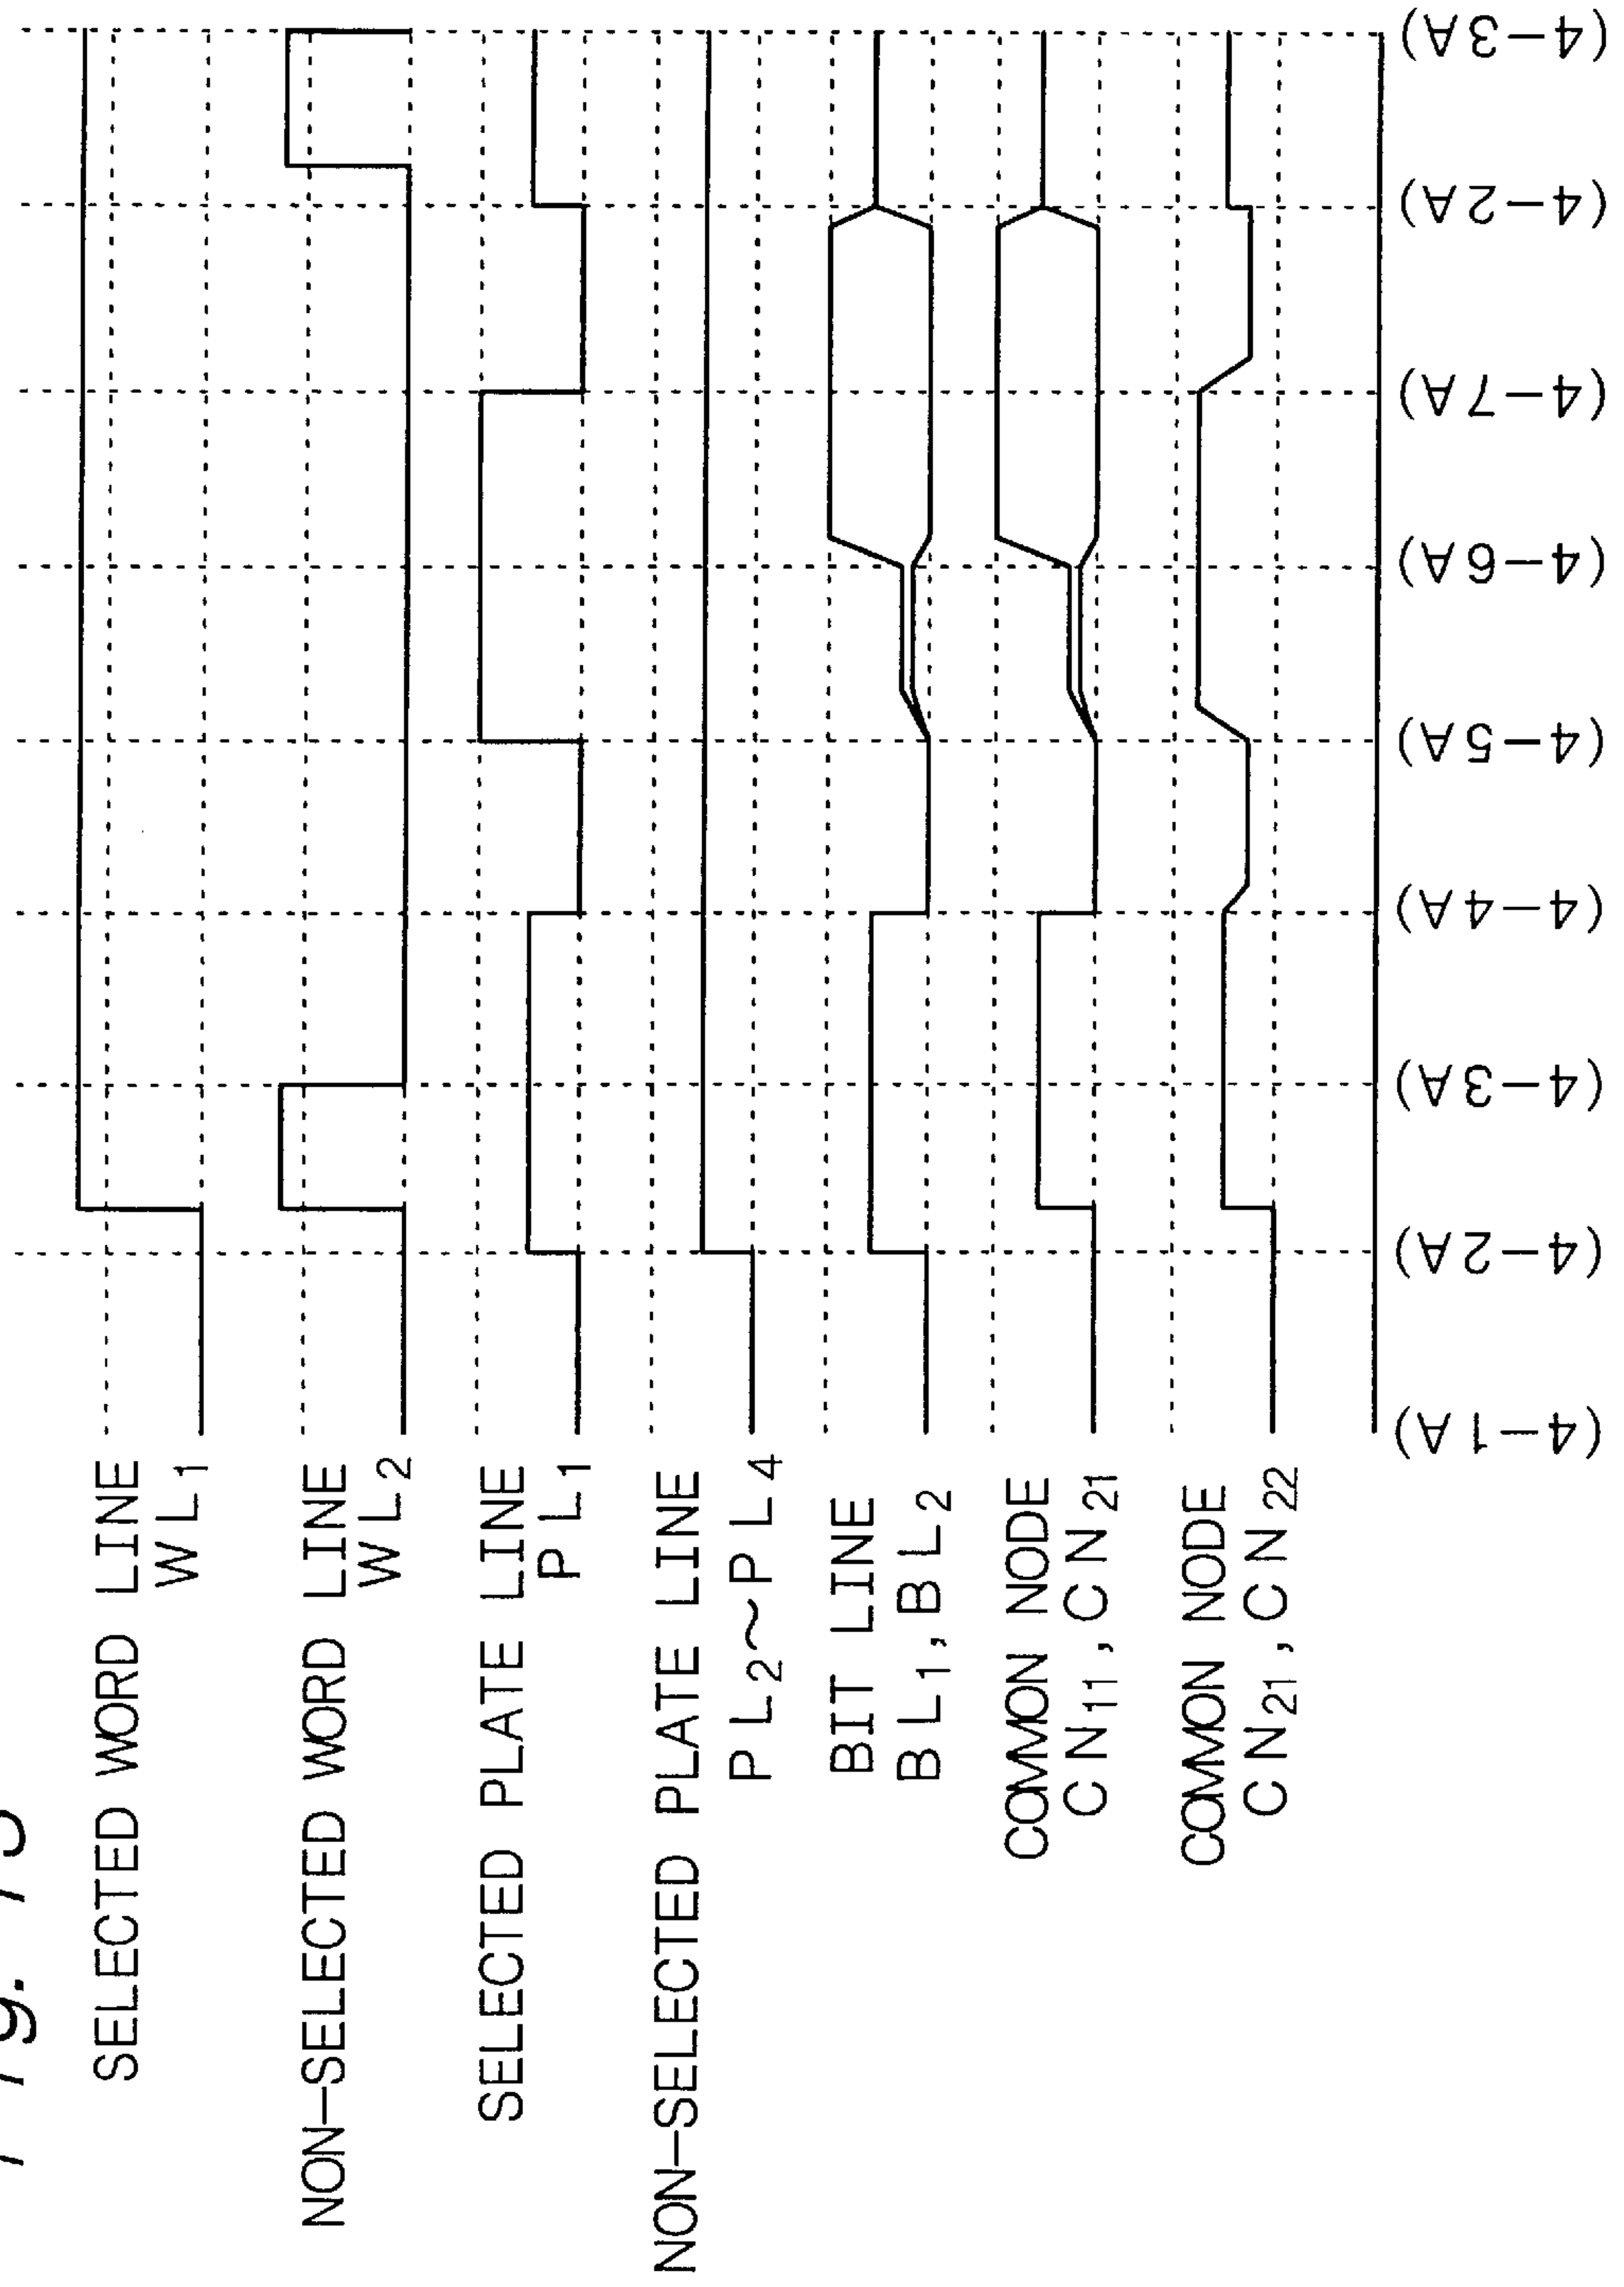 Fig.
SELECTED WORD LINE
WL1
NON-SELECTED WORD LINE
WL2
SELECTED PLATE LINE
PL1
NON-SELECTED PLATE LINE
PL2~PL4
BIT LINE
BL1, BL2
COMMON NODE
CN11, CN21
COMMON NODE
CN21, CN22
(4-1A)
(4-2A)
(4-3A)
(4-4A)
(4-5A)
(4-6A)
(4-7A)
(4-2A)
(4-3A)